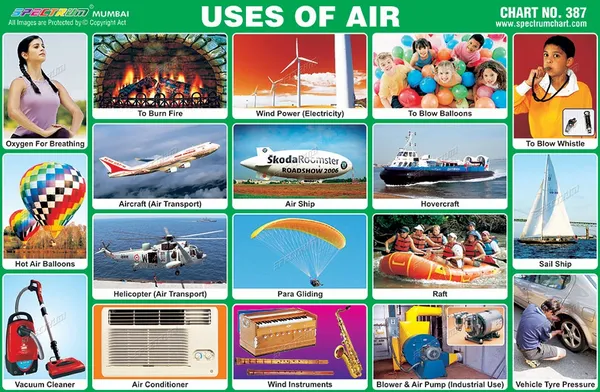 SPECTRUM MUMBAI
All Images are Protected by © Copyright Act
USES OF AIR
CHART NO. 387
www.spectrumchart.com
Oxygen For Breathing
To Burn Fire
Wind Power (Electricity)
To Blow Balloons
To Blow Whistle
Hot Air Balloons
Aircraft (Air Transport)
ŠkodaRoomster
ROADSHOW 2006
Air Ship
Hovercraft
Sail Ship
Helicopter (Air Transport)
Para Gliding
Raft
Vacuum Cleaner
Air Conditioner
Wind Instruments
Blower & Air Pump (Industrial Use)
Vehicle Tyre Pressure